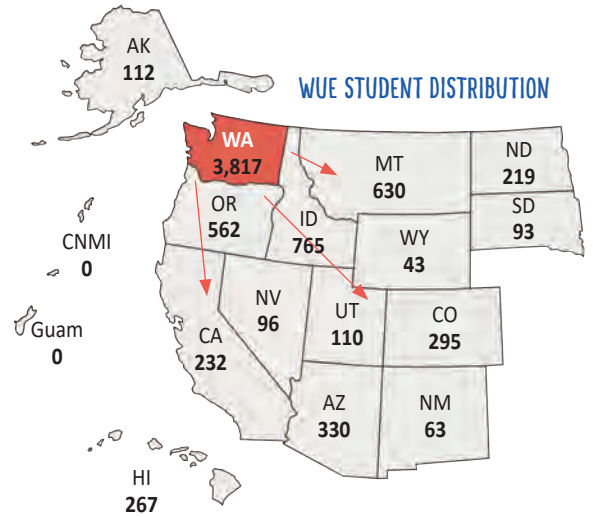 AK
112
WUE STUDENT DISTRIBUTION
WA
3,817
MT
630
ND
219
OR
562
ID
765
SD
93
WY
43
CNMI
0
NV
96
UT
110
CO
295
Guam
0
CA
232
AZ
330
NM
63
HI
267